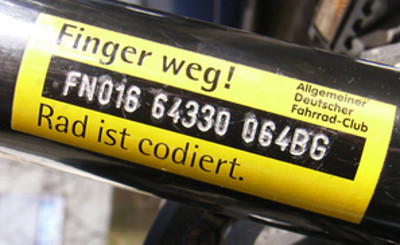 Finger weg!
Allgemeiner
Deutscher
Fahrrad-Club
FN016 64330 064BG
Rad ist codiert.